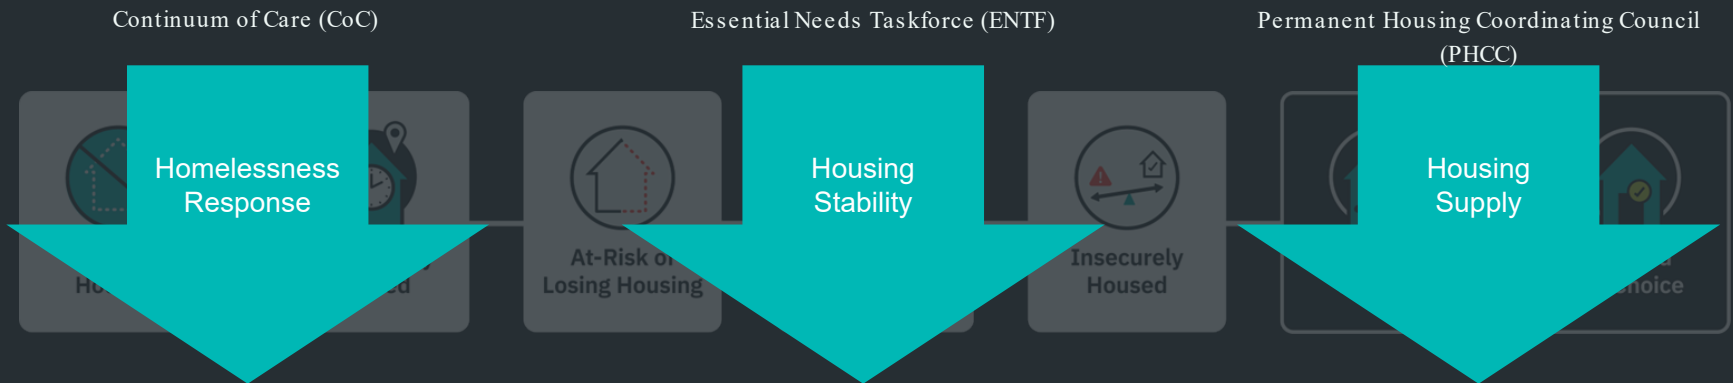 Continuum of Care (CoC)
Essential Needs Taskforce (ENTF)
Permanent Housing Coordinating Council
(PHCC)
Homelessness
Response
Housing
Stability
Housing
Supply
At-Risk
Losing Housing
Insecurely
Housed